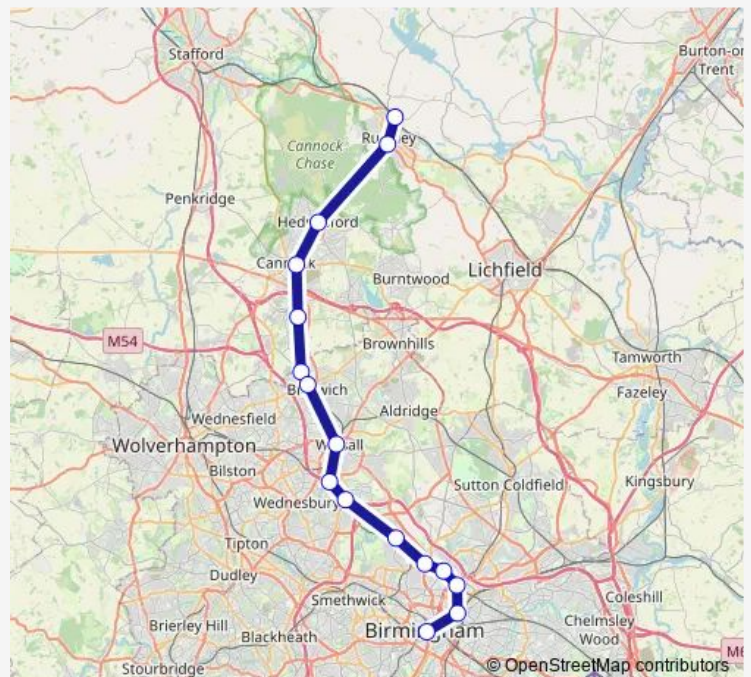 Stafford
Burton-on
Trent
Cannock
Chase
Penkridge
Lichfield
Burntwood
M54
Brownhills
Tamworth
Fazeley
Wednesfield
Aldridge
Wolverhampton
Bilston
Kingsbury
Sutton Coldfield
Wednesbury
Tipton
Dudley
Smethwick
Coleshill
Brierley Hill
Birmingham
Chelmsley
Wood
Blackheath
M6
Stourbridge
© OpenStreetMap contributors